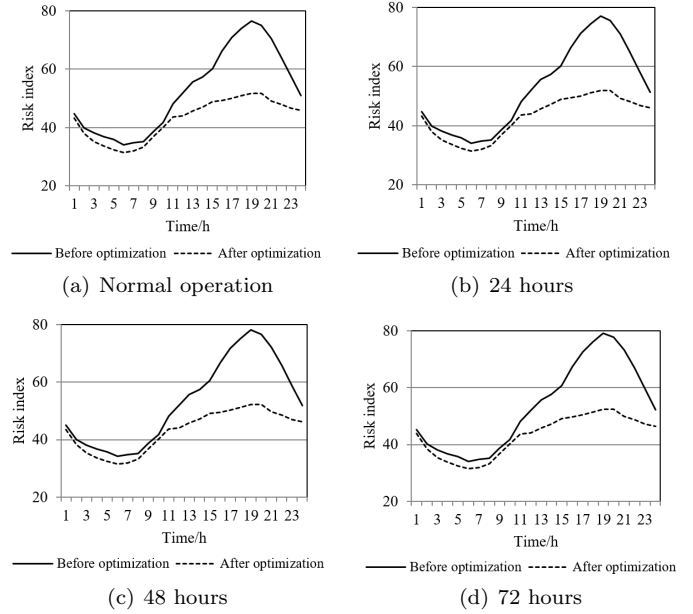 80
60
40
20
Risk index
1 3 5 7 9 11 13 15 17 19 21 23
Time/h
Before optimization After optimization
(a) Normal operation
80
60
40
20
Risk index
1 3 5 7 9 11 13 15 17 19 21 23
Time/h
Before optimization After optimization
(b) 24 hours
80
60
40
20
Risk index
1 3 5 7 9 11 13 15 17 19 21 23
Time/h
Before optimization After optimization
(c) 48 hours
80
60
40
20
Risk index
1 3 5 7 9 11 13 15 17 19 21 23
Time/h
Before optimization After optimization
(d) 72 hours